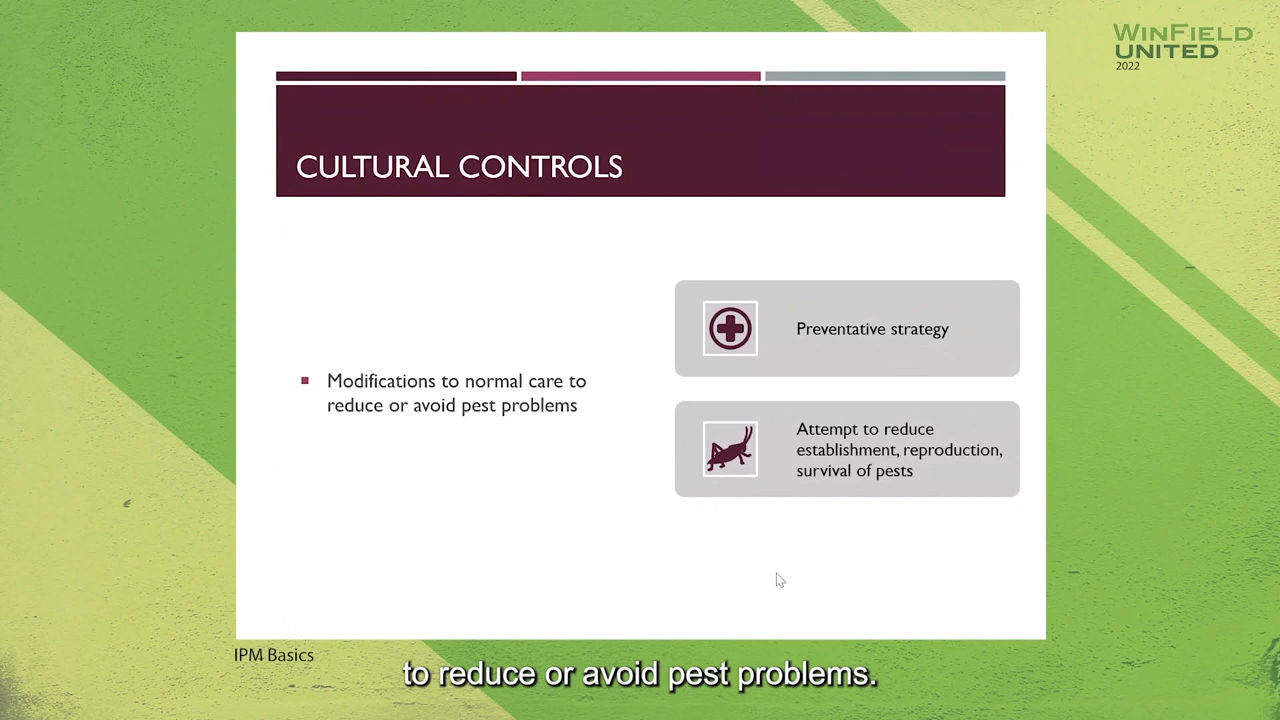 WINFIELD
UNITED
2022
CULTURAL CONTROLS
Modifications to normal care to
reduce or avoid pest problems
Preventative strategy
Attempt to reduce
establishment, reproduction,
survival of pests
IPM Basics
to reduce or avoid pest problems.